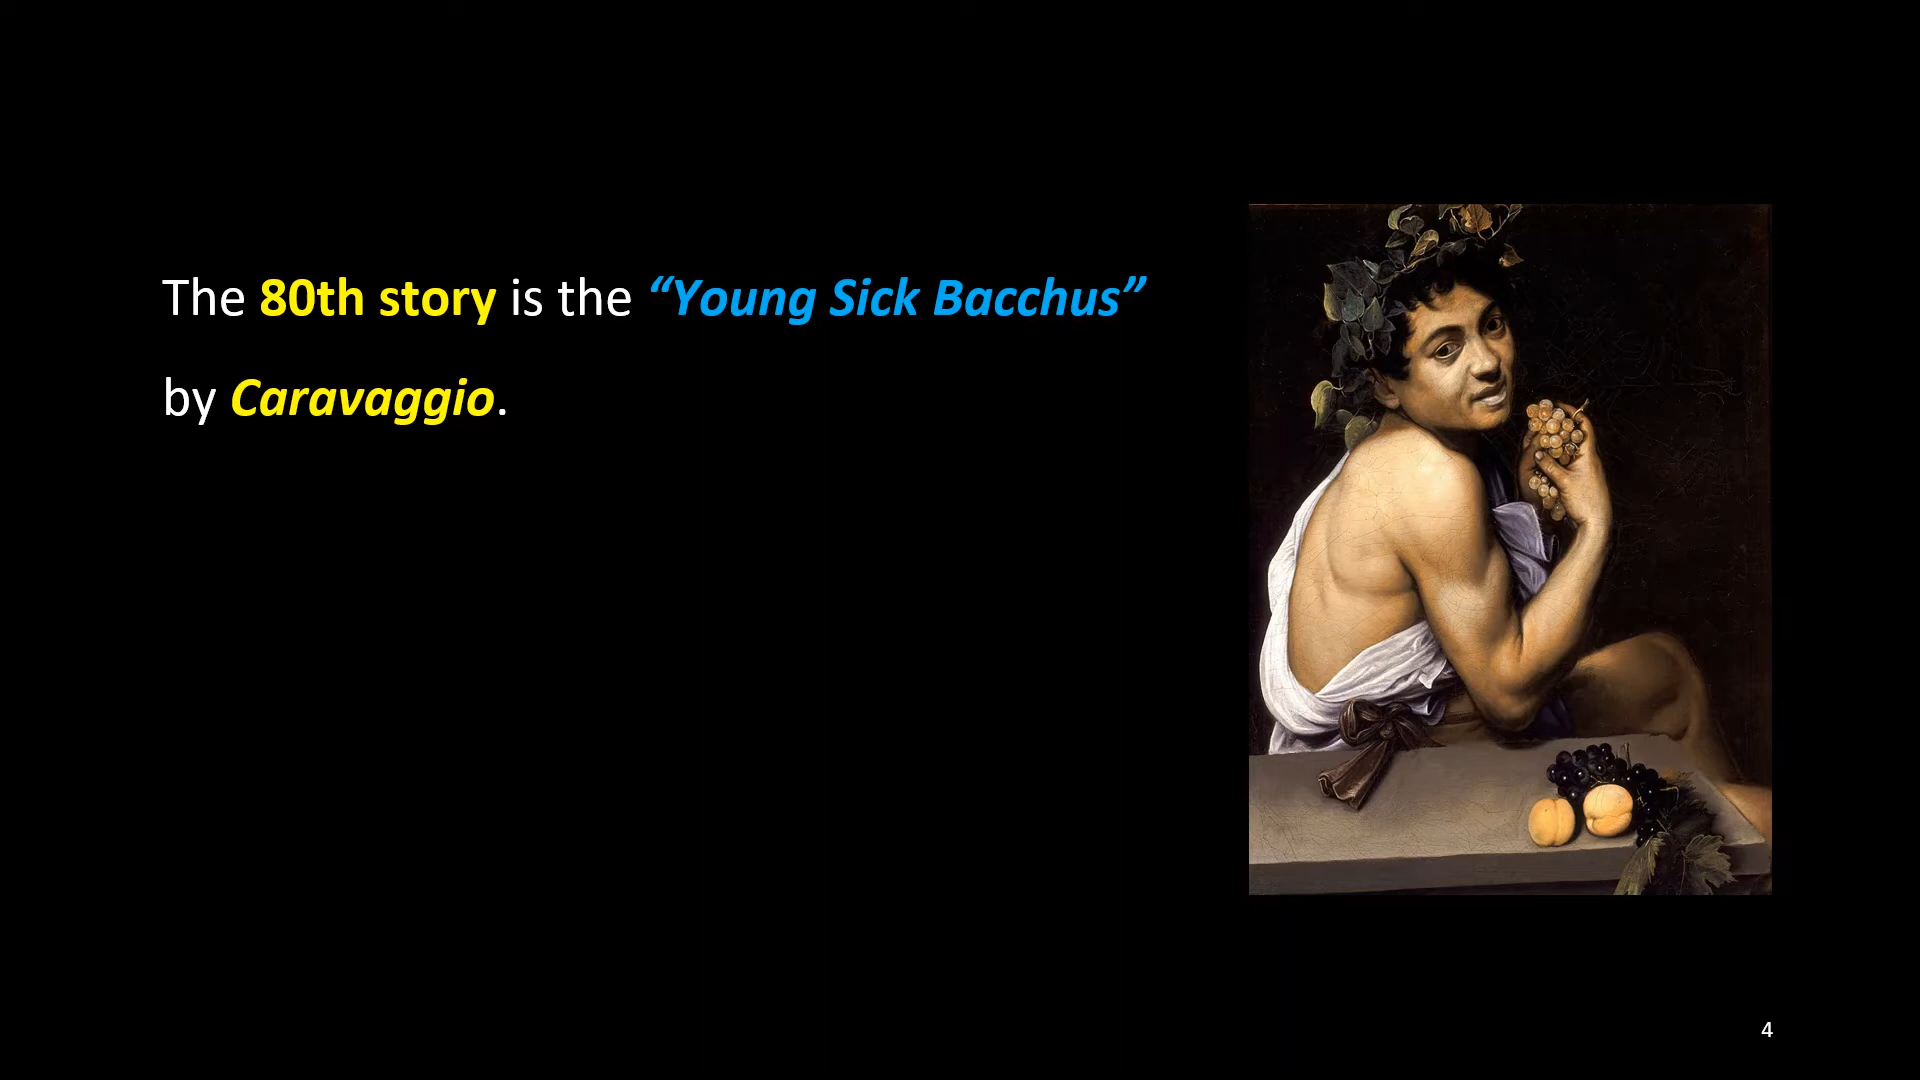 The 80th story is the “Young Sick Bacchus”
by Caravaggio.
4